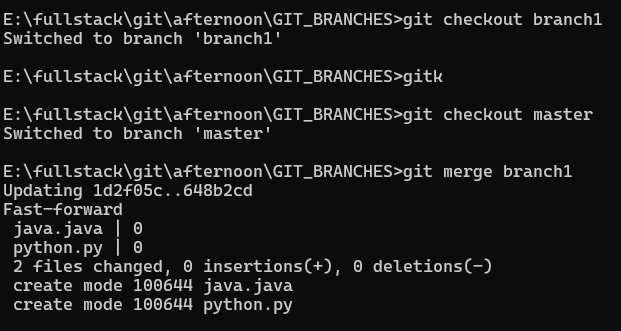 E:\fullstack\git\afternoon\GIT_BRANCHES>git checkout branch1
Switched to branch 'branch1'
E:\fullstack\git\afternoon\GIT_BRANCHES>gitk
E:\fullstack\git\afternoon\GIT_BRANCHES>git checkout master
Switched to branch 'master'
E:\fullstack\git\afternoon\GIT_BRANCHES>git merge branch1
Updating 1d2f05c..648b2cd
Fast-forward
 java.java | 0
 python.py | 0
 2 files changed, 0 insertions(+), 0 deletions(-)
 create mode 100644 java.java
 create mode 100644 python.py